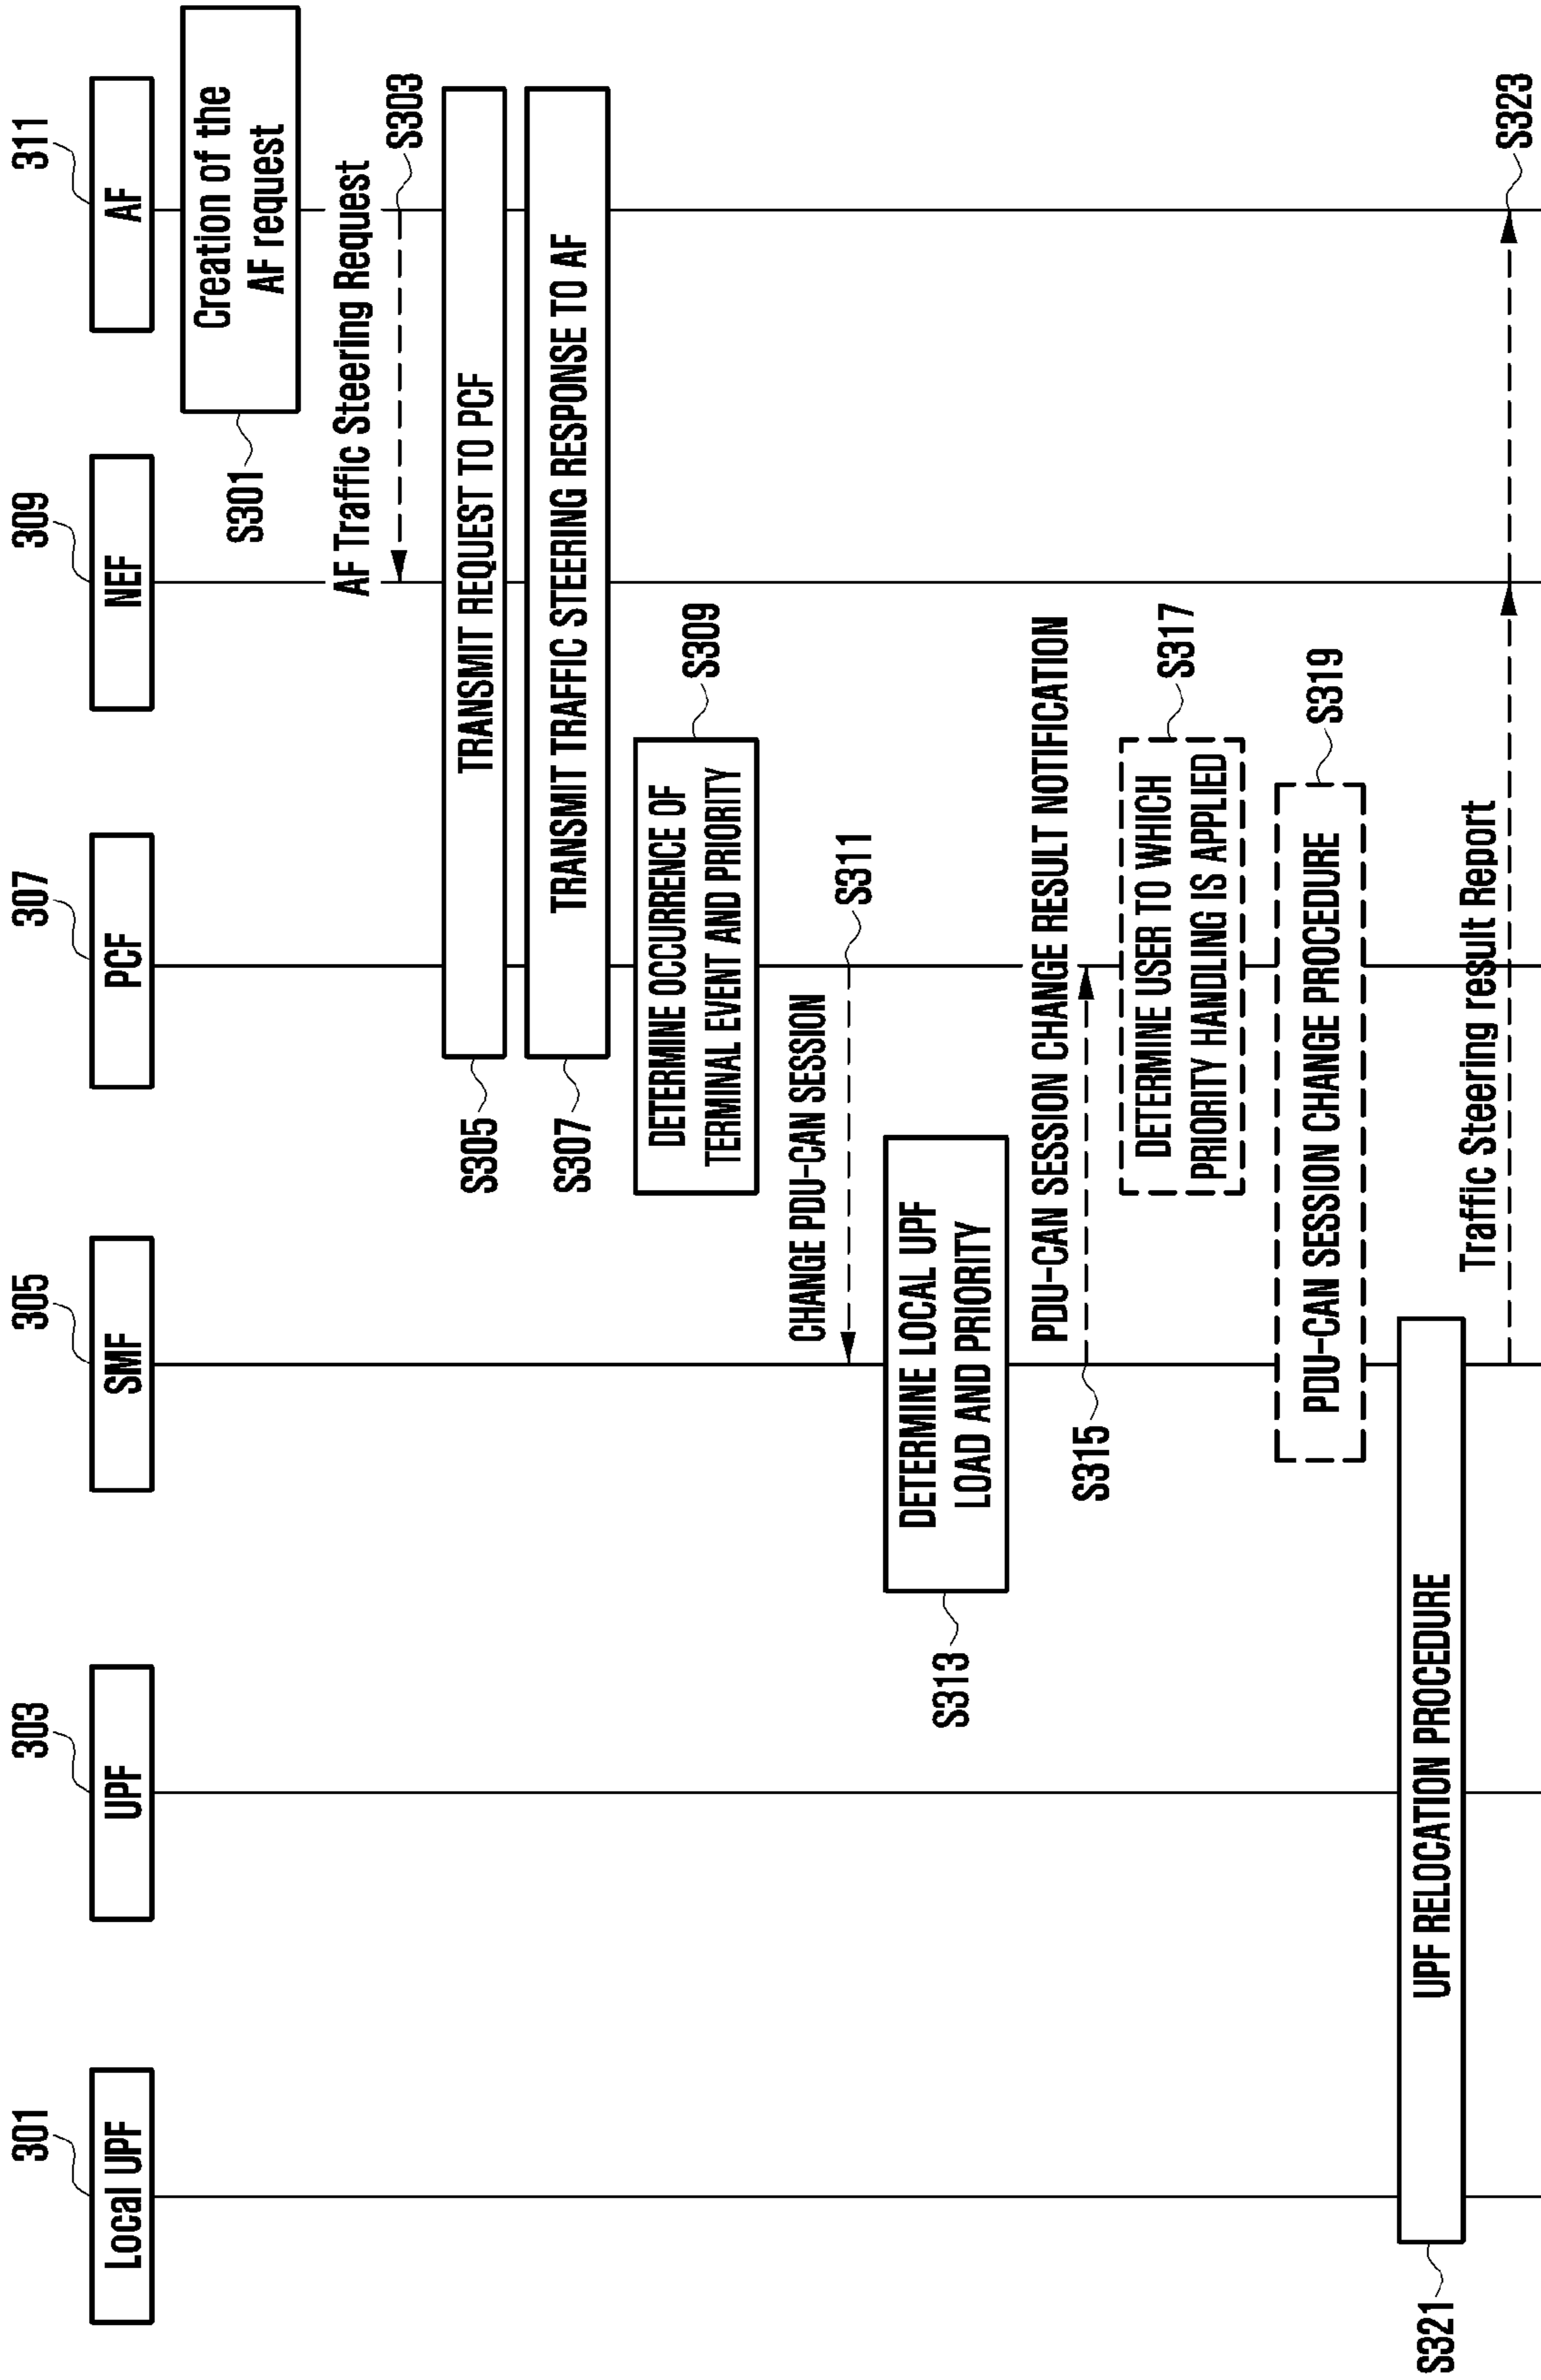 301
303
305
307
309
311
Local UPF
UPF
SMF
PCF
NEF
AF
S301
Creation of the
AF request
AF Traffic Steering Request
S303
S305
TRANSMIT REQUEST TO PCF
S307
TRANSMIT TRAFFIC STEERING RESPONSE TO AF
DETERMINE OCCURRENCE OF
TERMINAL EVENT AND PRIORITY
S309
CHANGE PDU-CAN SESSION
S311
S313
DETERMINE LOCAL UPF
LOAD AND PRIORITY
PDU-CAN SESSION CHANGE RESULT NOTIFICATION
S315
DETERMINE USER TO WHICH
PRIORITY HANDLING IS APPLIED
S317
PDU-CAN SESSION CHANGE PROCEDURE
S319
S321
UPF RELOCATION PROCEDURE
Traffic Steering result Report
S323